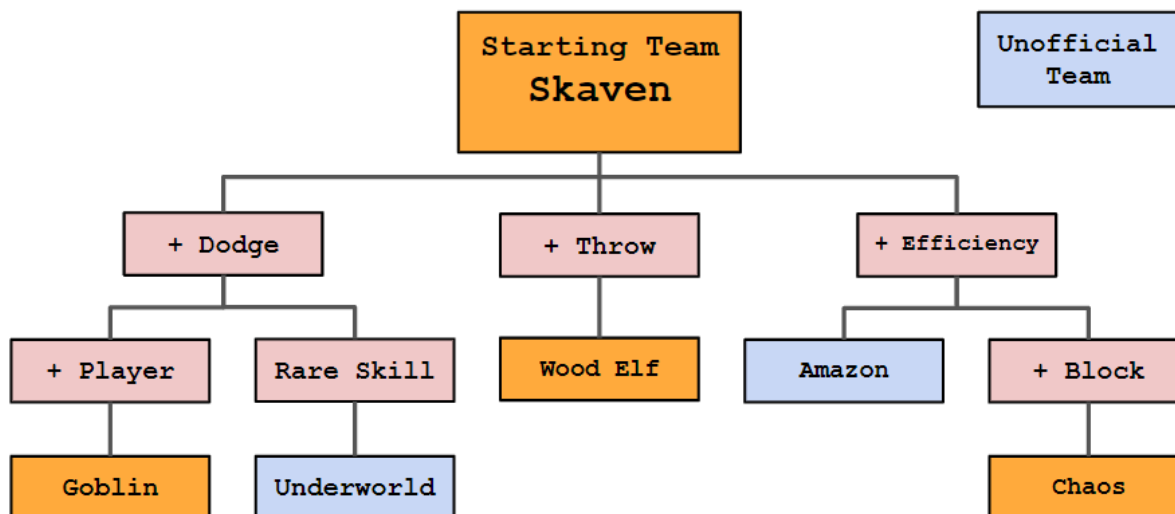 Starting Team
Skaven
Unofficial
Team
+ Dodge
+ Throw
+ Efficiency
+ Player
Rare Skill
Wood Elf
Amazon
+ Block
Goblin
Underworld
Chaos